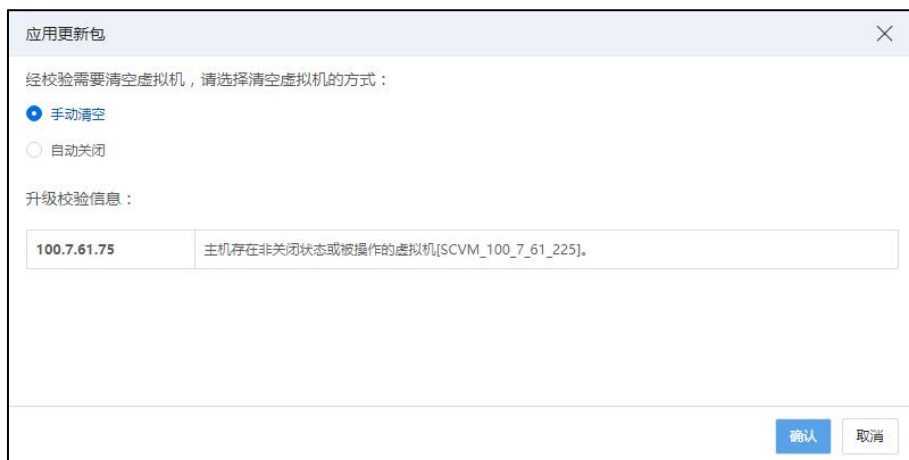 应用更新包
经校验需要清空虚拟机，请选择清空虚拟机的方式：
手动清空
自动关闭
升级校验信息：
100.7.61.75 主机存在非关闭状态或被操作的虚拟机[SCVM_100_7_61_225]。
确认 取消